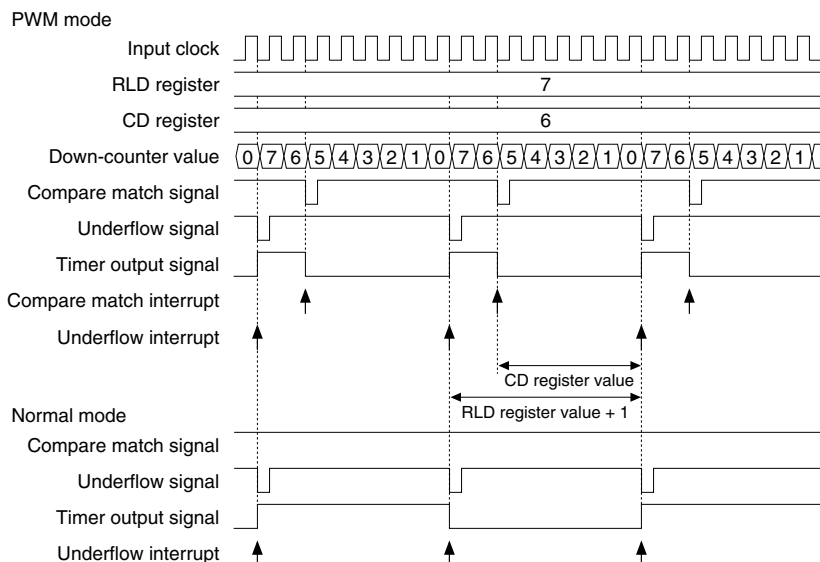 PWM mode
Input clock
RLD register 7
CD register 6
Down-counter value 0 7 6 5 4 3 2 1 0 7 6 5 4 3 2 1 0 7 6 5 4 3 2 1
Compare match signal
Underflow signal
Timer output signal
Compare match interrupt
Underflow interrupt
CD register value
RLD register value + 1
Normal mode
Compare match signal
Underflow signal
Timer output signal
Underflow interrupt